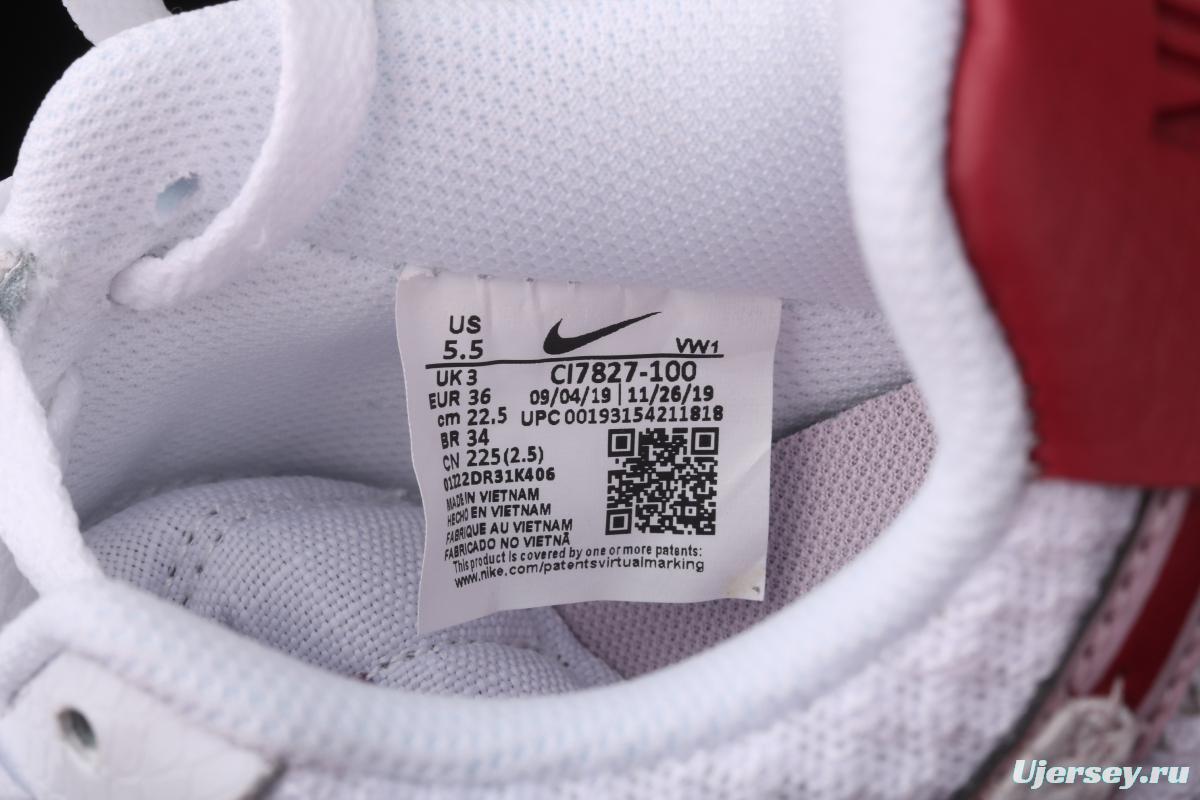 US
5.5
VW1
UK 3
CI7827-100
EUR 36
09/04/19 | 11/26/19
cm 22.5
UPC 00193154211818
BR 34
CN 225(2.5)
01222DR31K406
MADE IN VIETNAM
HECHO EN VIETNAM
FABRIQUE AU VIETNAM
FABRICADO NO VIETNÃ
This product is covered by one or more patents:
www.nike.com/patentsvirtualmarking
Ujersey.ru